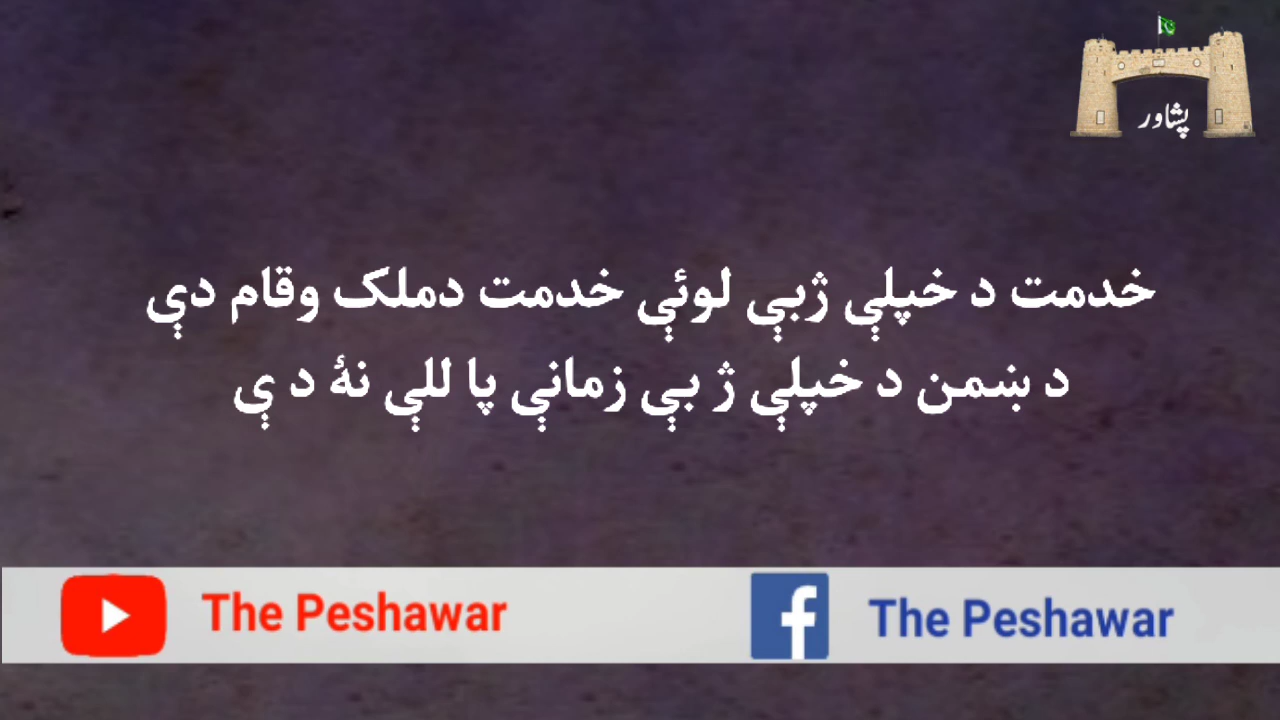 پشاور
خدمت د خپلې ژبې لوئې خدمت دملک وقام دې
د ښمن د خپلې ژ بې زمانې پا للې نۀ د ې
The Peshawar
The Peshawar